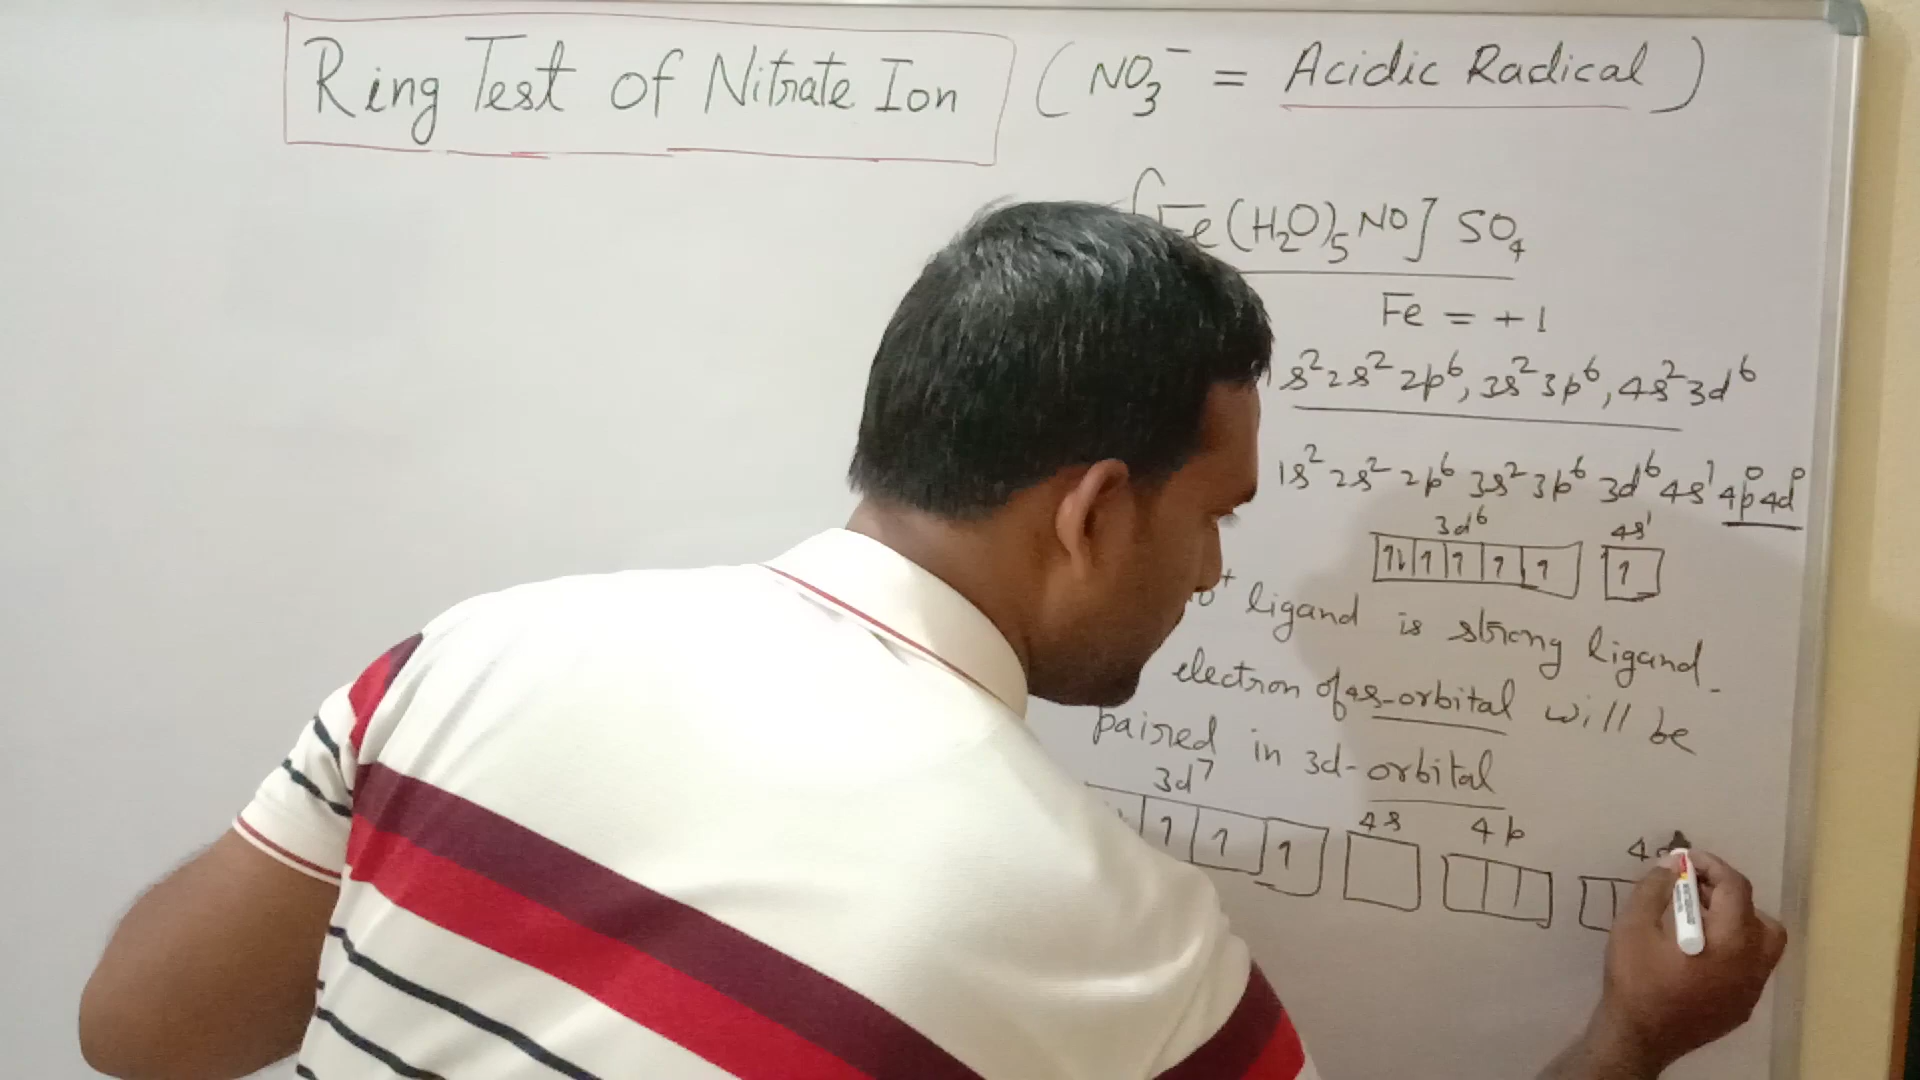 Ring Test of Nitrate Ion ( NO₃⁻ = Acidic Radical )
[Fe(H₂O)₅NO] SO₄
Fe = +1
1s² 2s² 2p⁶, 3s² 3p⁶, 4s² 3d⁶
1s² 2s² 2p⁶ 3s² 3p⁶ 3d⁶ 4s¹ 4p⁰ 4d⁰
3d⁶ 4s¹
↑↓ ↑ ↑ ↑ ↑ ↑
ligand is strong ligand.
electron of 4s-orbital will be
paired in 3d-orbital
3d⁷ 4s 4p
↑ ↑ ↑